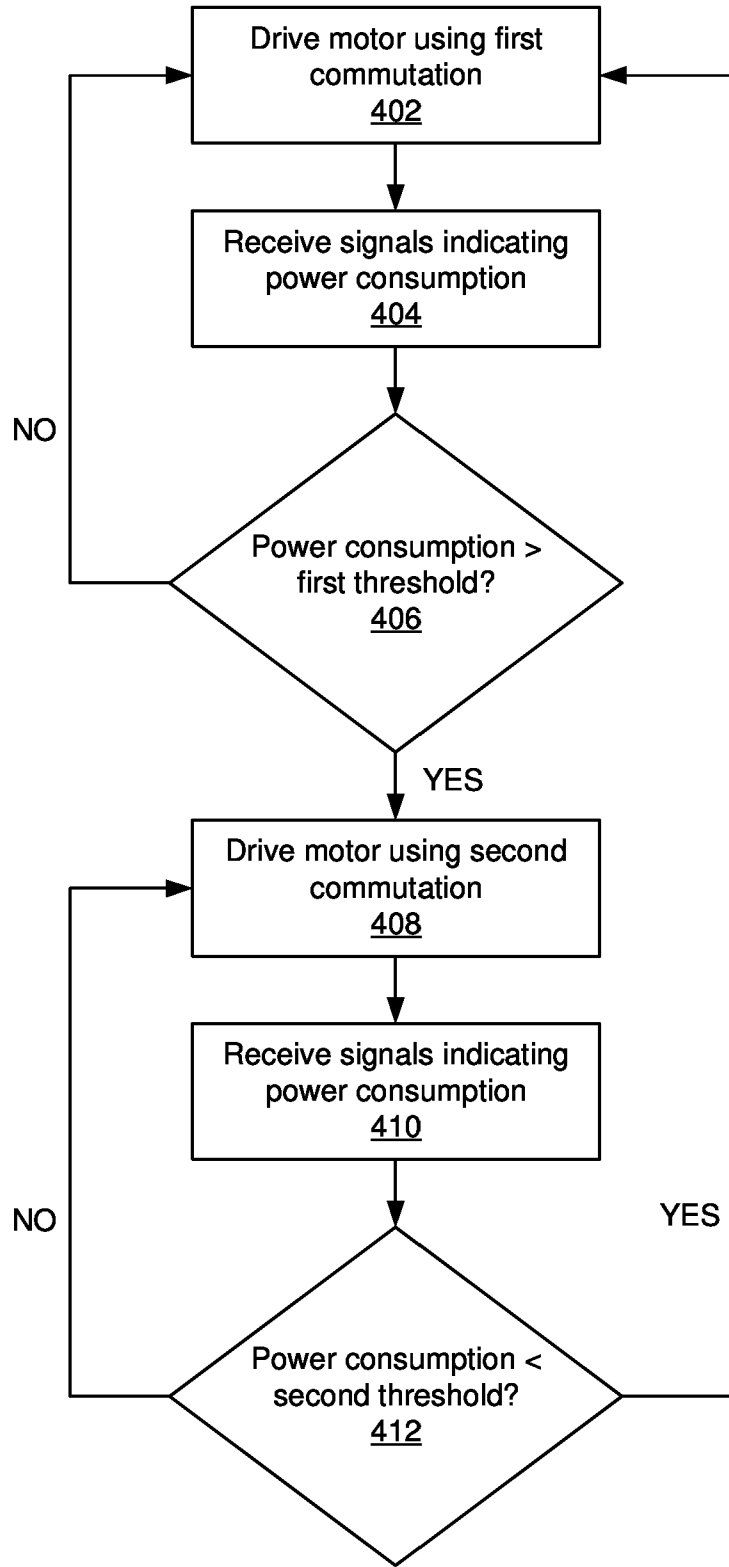 Drive motor using first
commutation
402
Receive signals indicating
power consumption
404
NO
Power consumption >
first threshold?
406
YES
Drive motor using second
commutation
408
Receive signals indicating
power consumption
410
NO
YES
Power consumption <
second threshold?
412